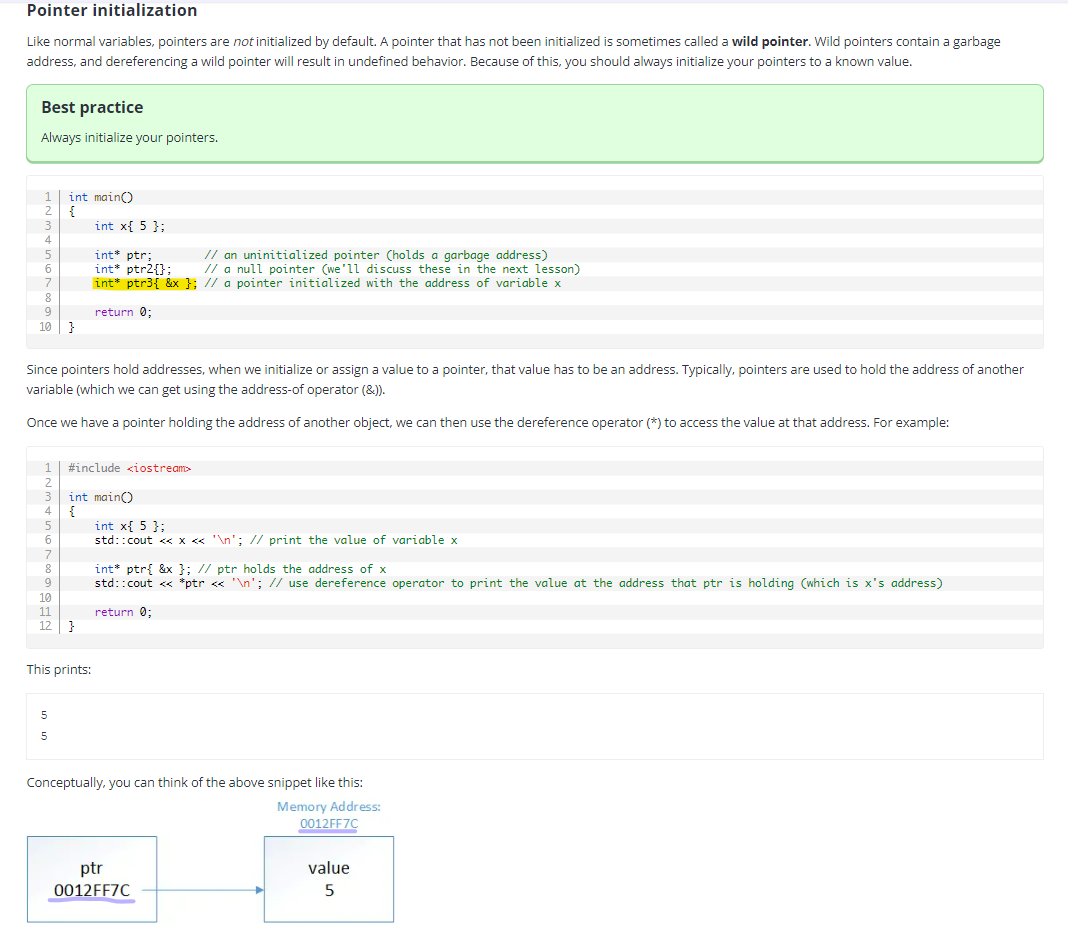 Pointer initialization
Like normal variables, pointers are not initialized by default. A pointer that has not been initialized is sometimes called a wild pointer. Wild pointers contain a garbage
address, and dereferencing a wild pointer will result in undefined behavior. Because of this, you should always initialize your pointers to a known value.
Best practice
Always initialize your pointers.
1 int main()
2 {
3     int x{ 5 };
4
5     int* ptr;        // an uninitialized pointer (holds a garbage address)
6     int* ptr2{};     // a null pointer (we'll discuss these in the next lesson)
7     int* ptr3{ &x }; // a pointer initialized with the address of variable x
8
9     return 0;
10 }
Since pointers hold addresses, when we initialize or assign a value to a pointer, that value has to be an address. Typically, pointers are used to hold the address of another
variable (which we can get using the address-of operator (&)).
Once we have a pointer holding the address of another object, we can then use the dereference operator (*) to access the value at that address. For example:
1 #include <iostream>
2
3 int main()
4 {
5     int x{ 5 };
6     std::cout << x << '\n'; // print the value of variable x
7
8     int* ptr{ &x }; // ptr holds the address of x
9     std::cout << *ptr << '\n'; // use dereference operator to print the value at the address that ptr is holding (which is x's address)
10
11     return 0;
12 }
This prints:
5
5
Conceptually, you can think of the above snippet like this:
Memory Address:
0012FF7C
ptr
0012FF7C
value
5